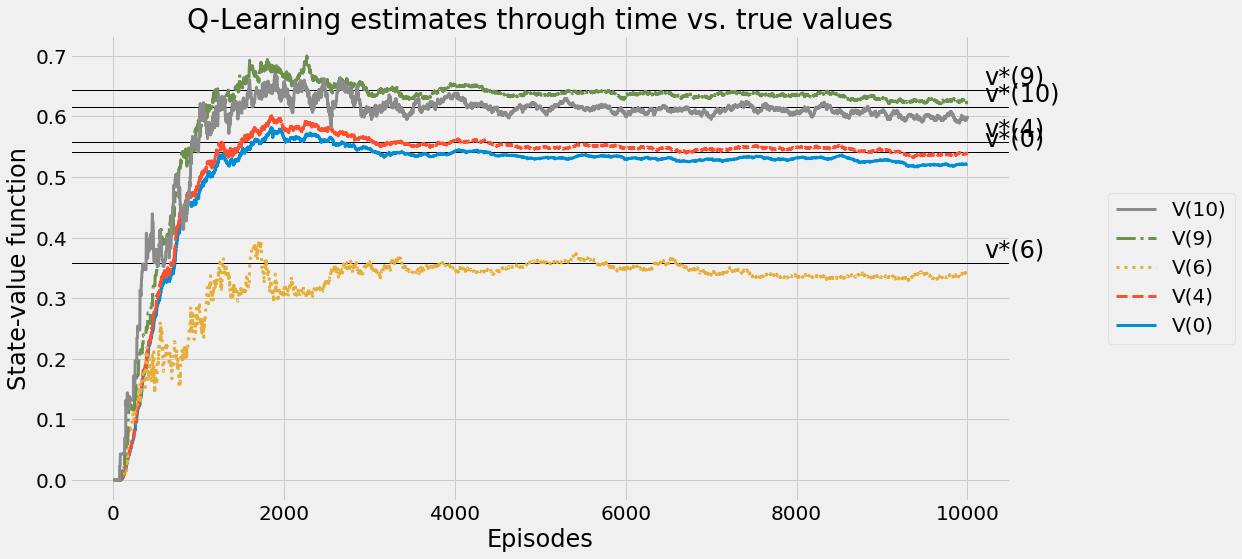 Q-Learning estimates through time vs. true values
State-value function
0.7
0.6
0.5
0.4
0.3
0.2
0.1
0.0
v*(9)
v*(10)
v*(4)
v*(0)
v*(6)
V(10)
V(9)
V(6)
V(4)
V(0)
0 2000 4000 6000 8000 10000
Episodes